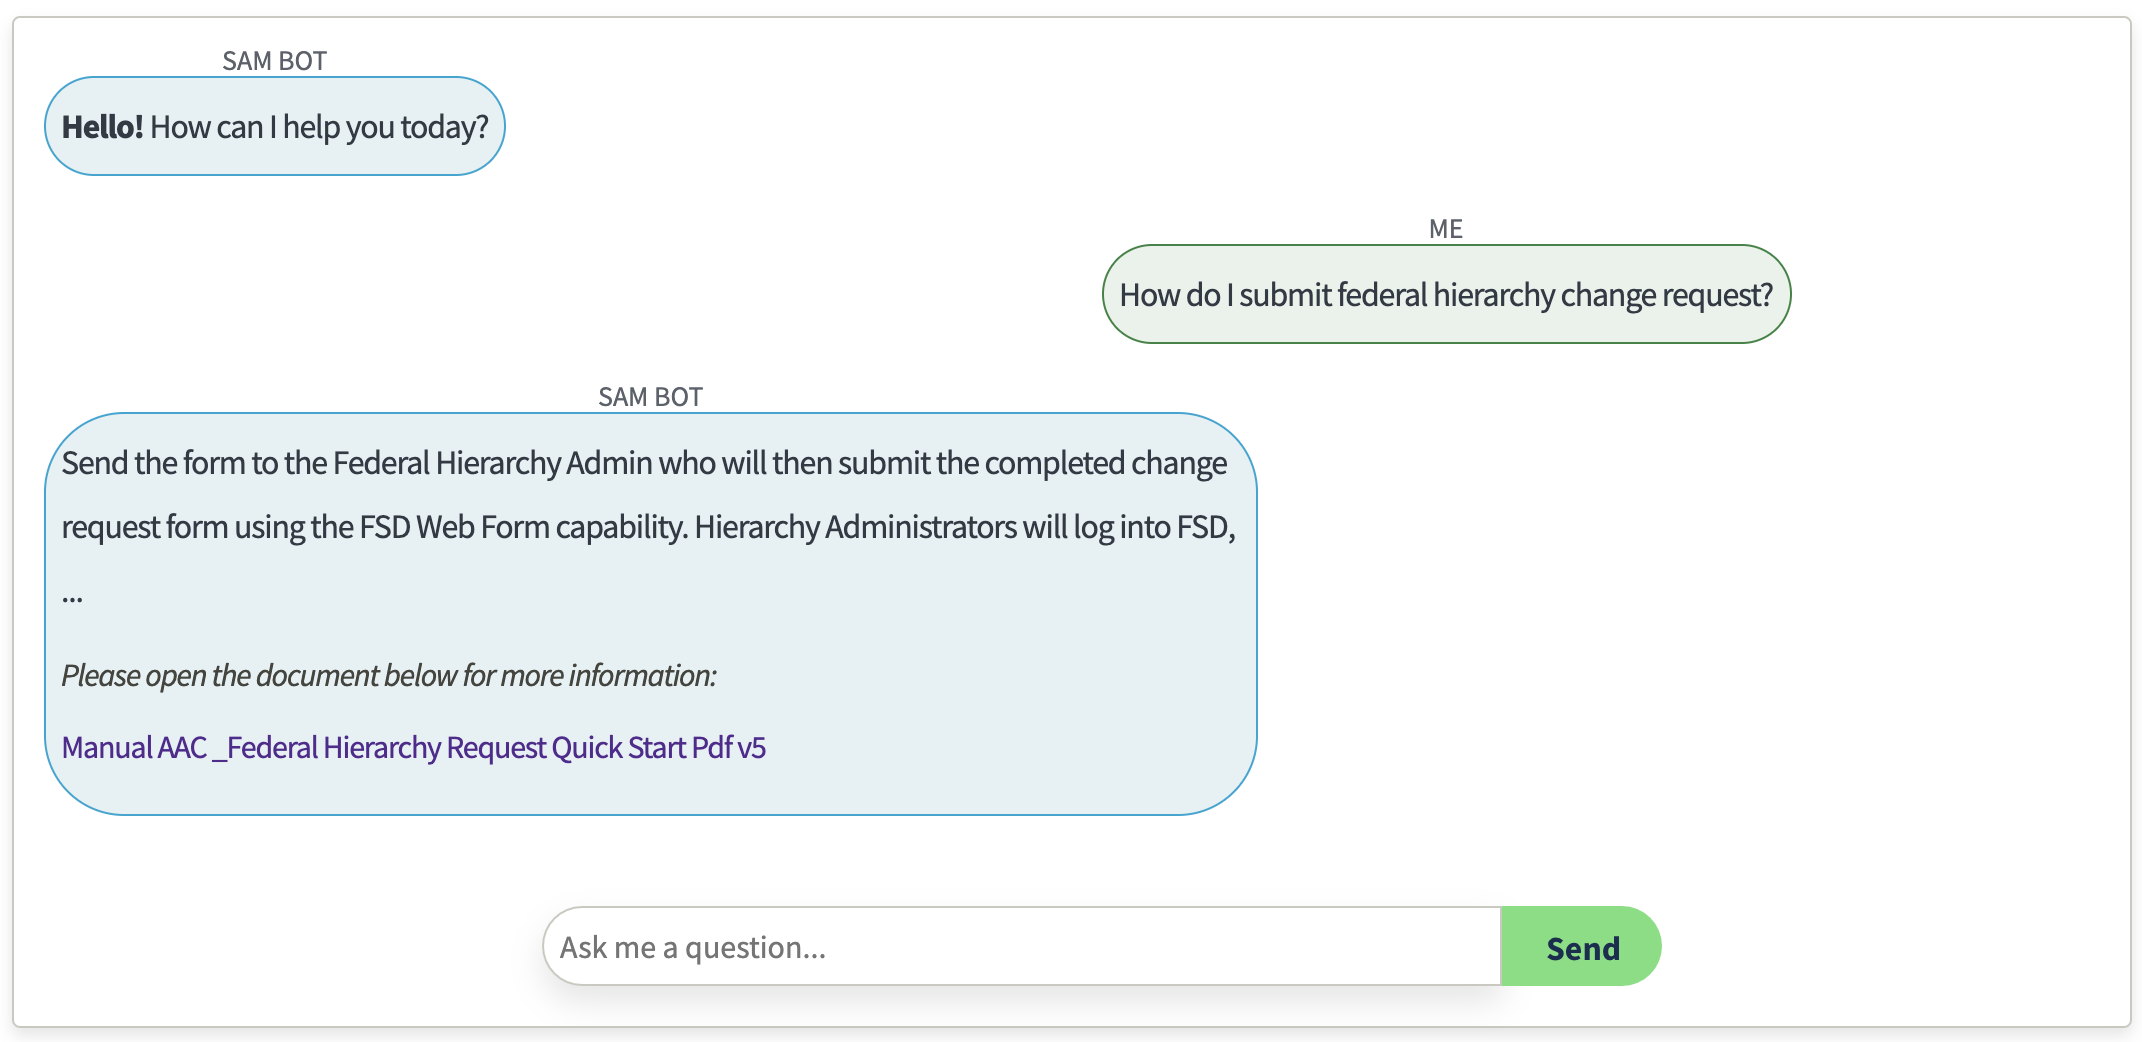 SAM BOT
Hello! How can I help you today?
ME
How do I submit federal hierarchy change request?
SAM BOT
Send the form to the Federal Hierarchy Admin who will then submit the completed change
request form using the FSD Web Form capability. Hierarchy Administrators will log into FSD,
...
Please open the document below for more information:
Manual AAC _Federal Hierarchy Request Quick Start Pdf v5
Ask me a question...
Send